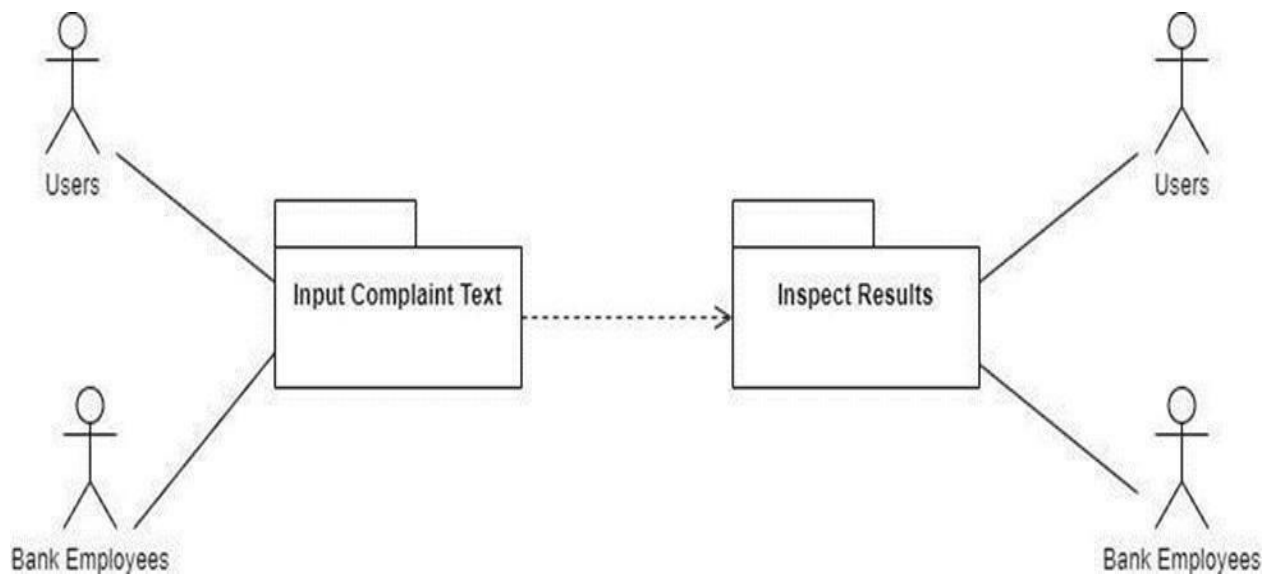 Users
Users
Input Complaint Text
Inspect Results
Bank Employees
Bank Employees